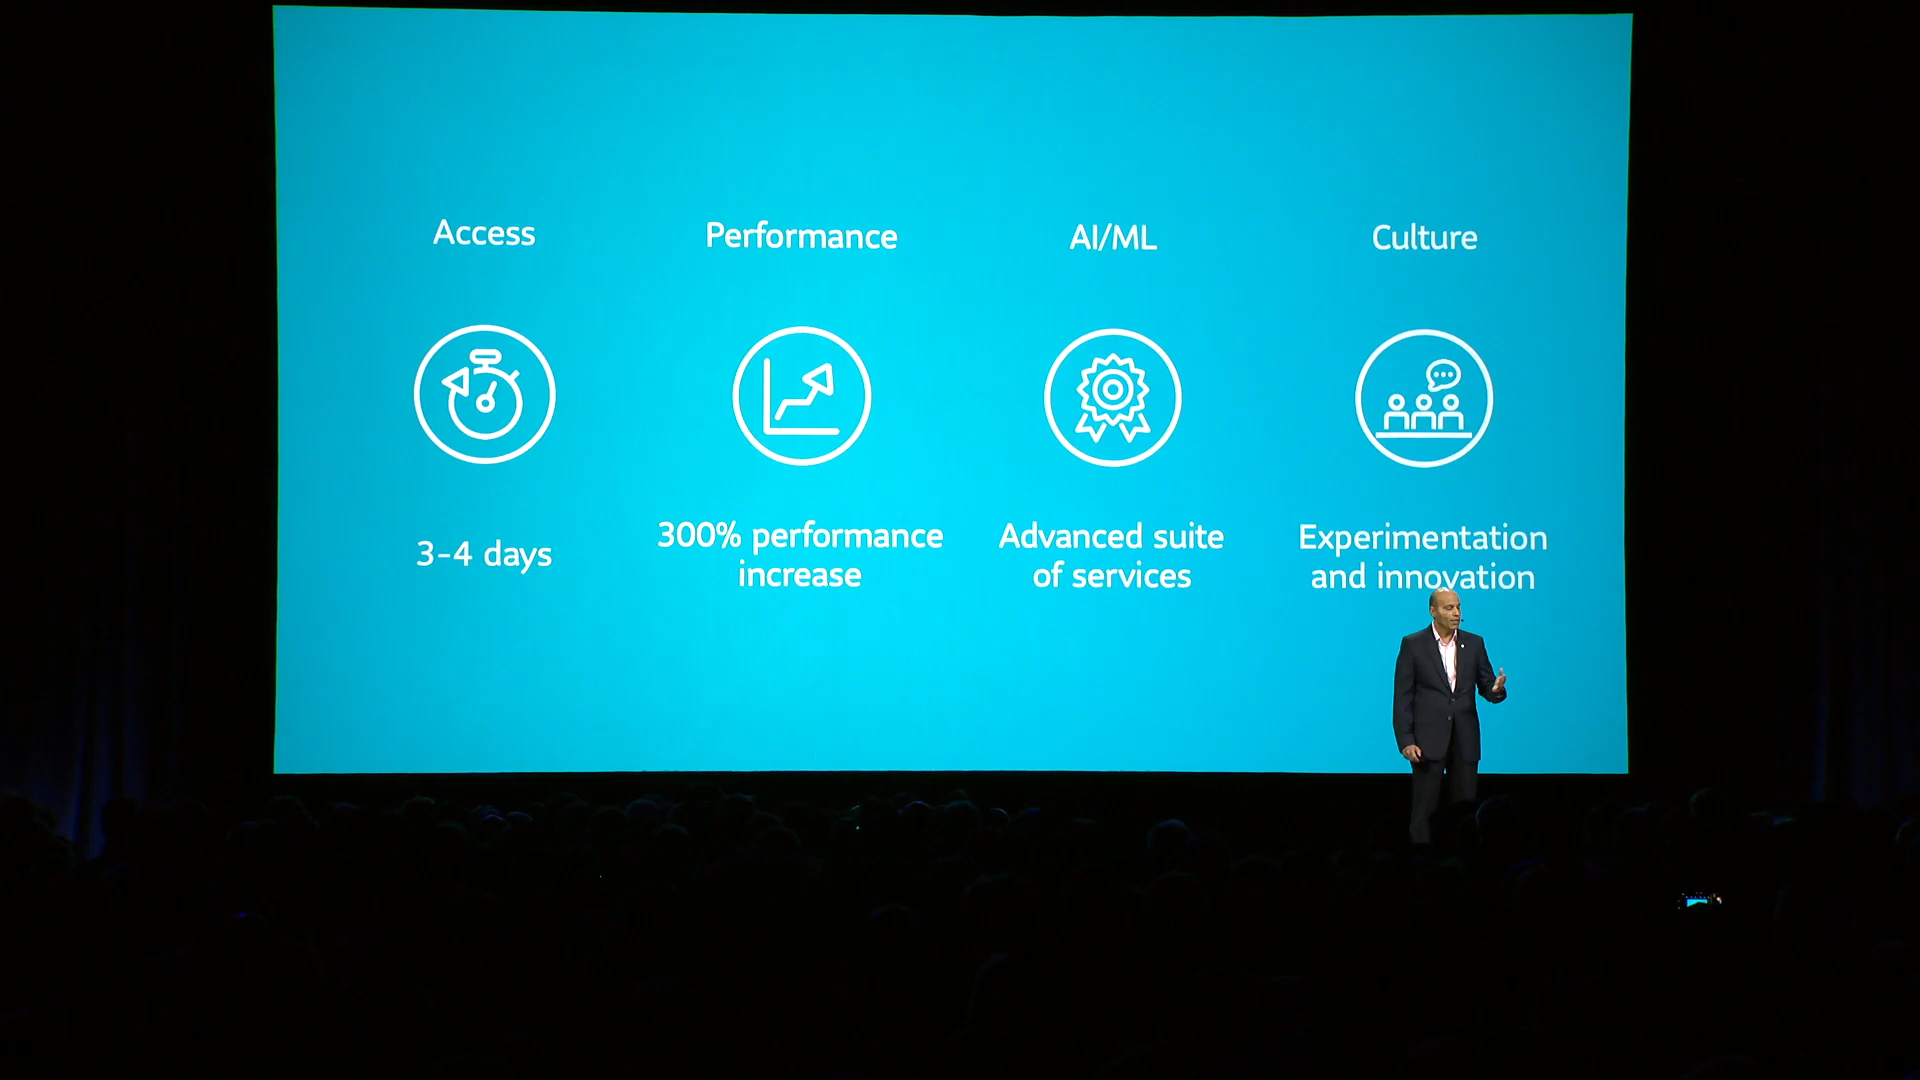 Access
Performance
AI/ML
Culture
3-4 days
300% performance
increase
Advanced suite
of services
Experimentation
and innovation